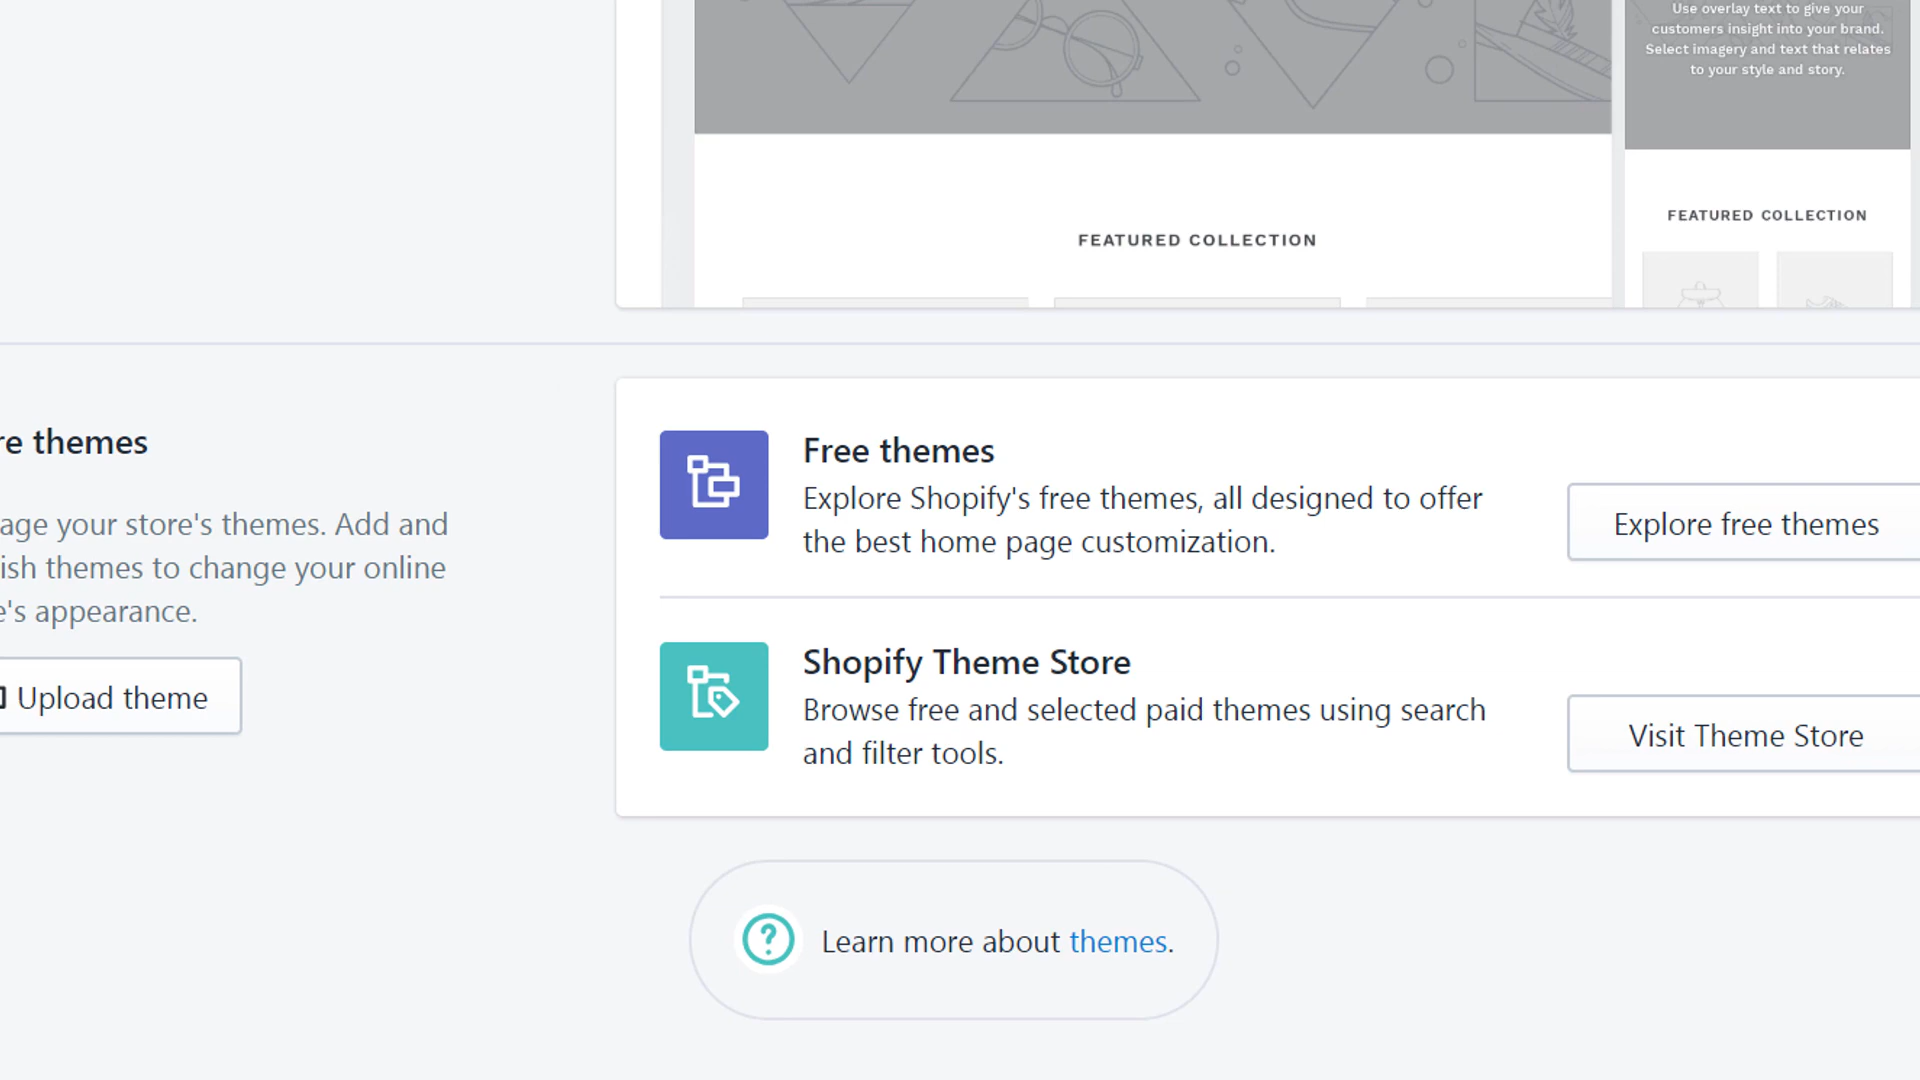 Use overlay text to give your
customers insight into your brand.
Select imagery and text that relates
to your style and story.
FEATURED COLLECTION
FEATURED COLLECTION
re themes
age your store's themes. Add and
ish themes to change your online
e's appearance.
Upload theme
Free themes
Explore Shopify's free themes, all designed to offer
the best home page customization.
Explore free themes
Shopify Theme Store
Browse free and selected paid themes using search
and filter tools.
Visit Theme Store
Learn more about themes.